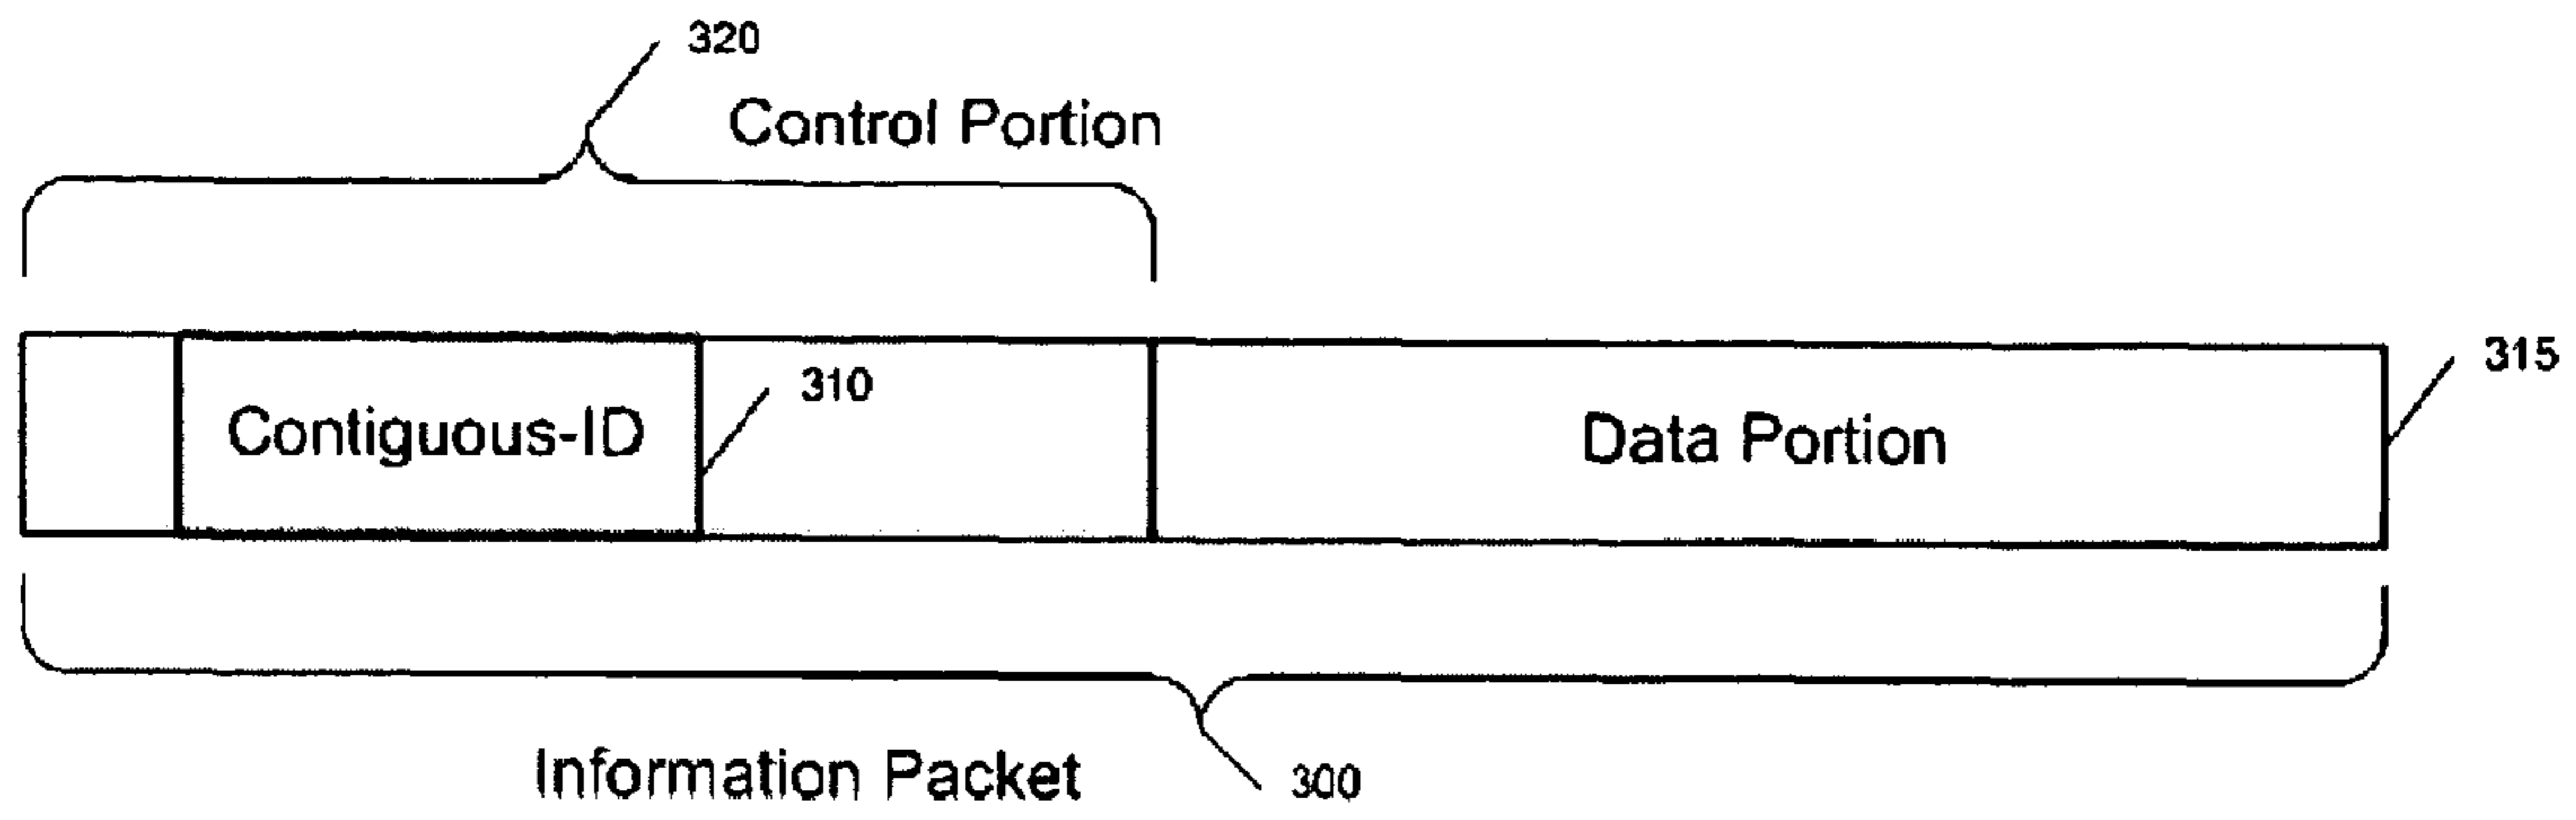 320
Control Portion
Contiguous-ID
310
Data Portion
315
Information Packet
300